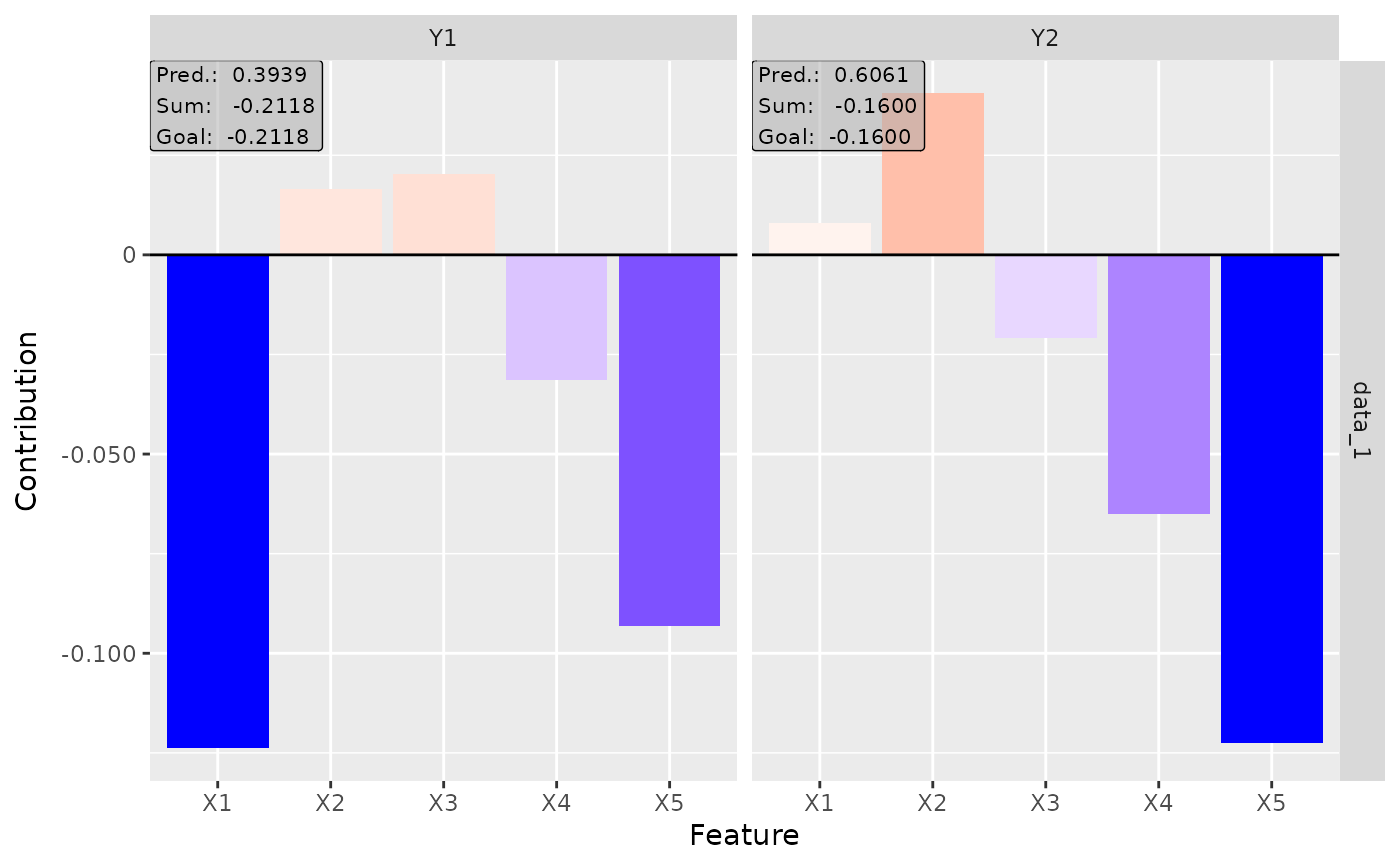 Y1
Y2
Pred.: 0.3939
Sum: -0.2118
Goal: -0.2118
Pred.: 0.6061
Sum: -0.1600
Goal: -0.1600
0
-0.050
-0.100
Contribution
data_1
X1 X2 X3 X4 X5
X1 X2 X3 X4 X5
Feature